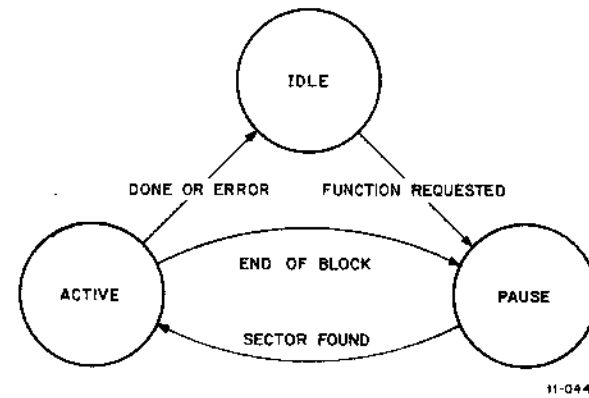 IDLE
DONE OR ERROR
FUNCTION REQUESTED
END OF BLOCK
ACTIVE
PAUSE
SECTOR FOUND
11-044